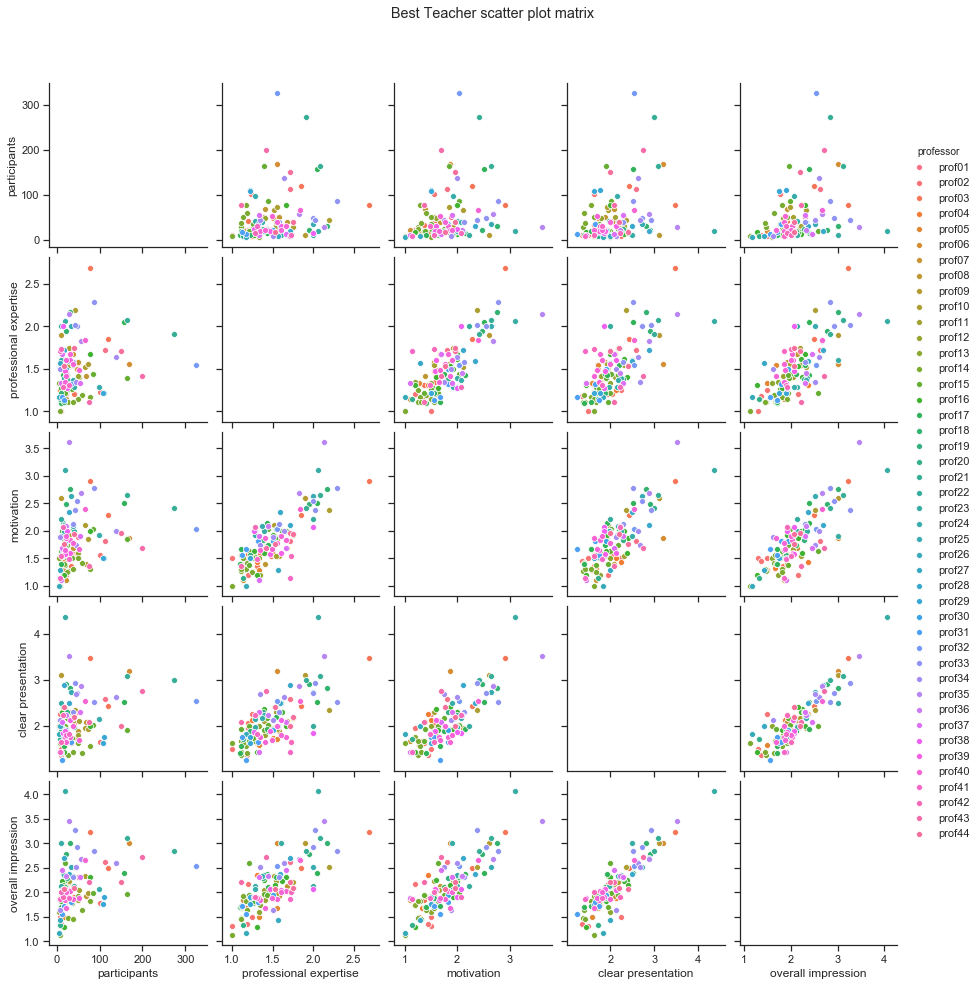 Best Teacher scatter plot matrix
300
200
100
0
participants
2.5
2.0
1.5
1.0
professional expertise
3.5
3.0
2.5
2.0
1.5
1.0
motivation
4
3
2
clear presentation
4.0
3.5
3.0
2.5
2.0
1.5
1.0
overall impression
0 100 200 300
participants
1.0 1.5 2.0 2.5
professional expertise
1 2 3
motivation
2 3 4
clear presentation
1 2 3 4
overall impression
professor
prof01
prof02
prof03
prof04
prof05
prof06
prof07
prof08
prof09
prof10
prof11
prof12
prof13
prof14
prof15
prof16
prof17
prof18
prof19
prof20
prof21
prof22
prof23
prof24
prof25
prof26
prof27
prof28
prof29
prof30
prof31
prof32
prof33
prof34
prof35
prof36
prof37
prof38
prof39
prof40
prof41
prof42
prof43
prof44